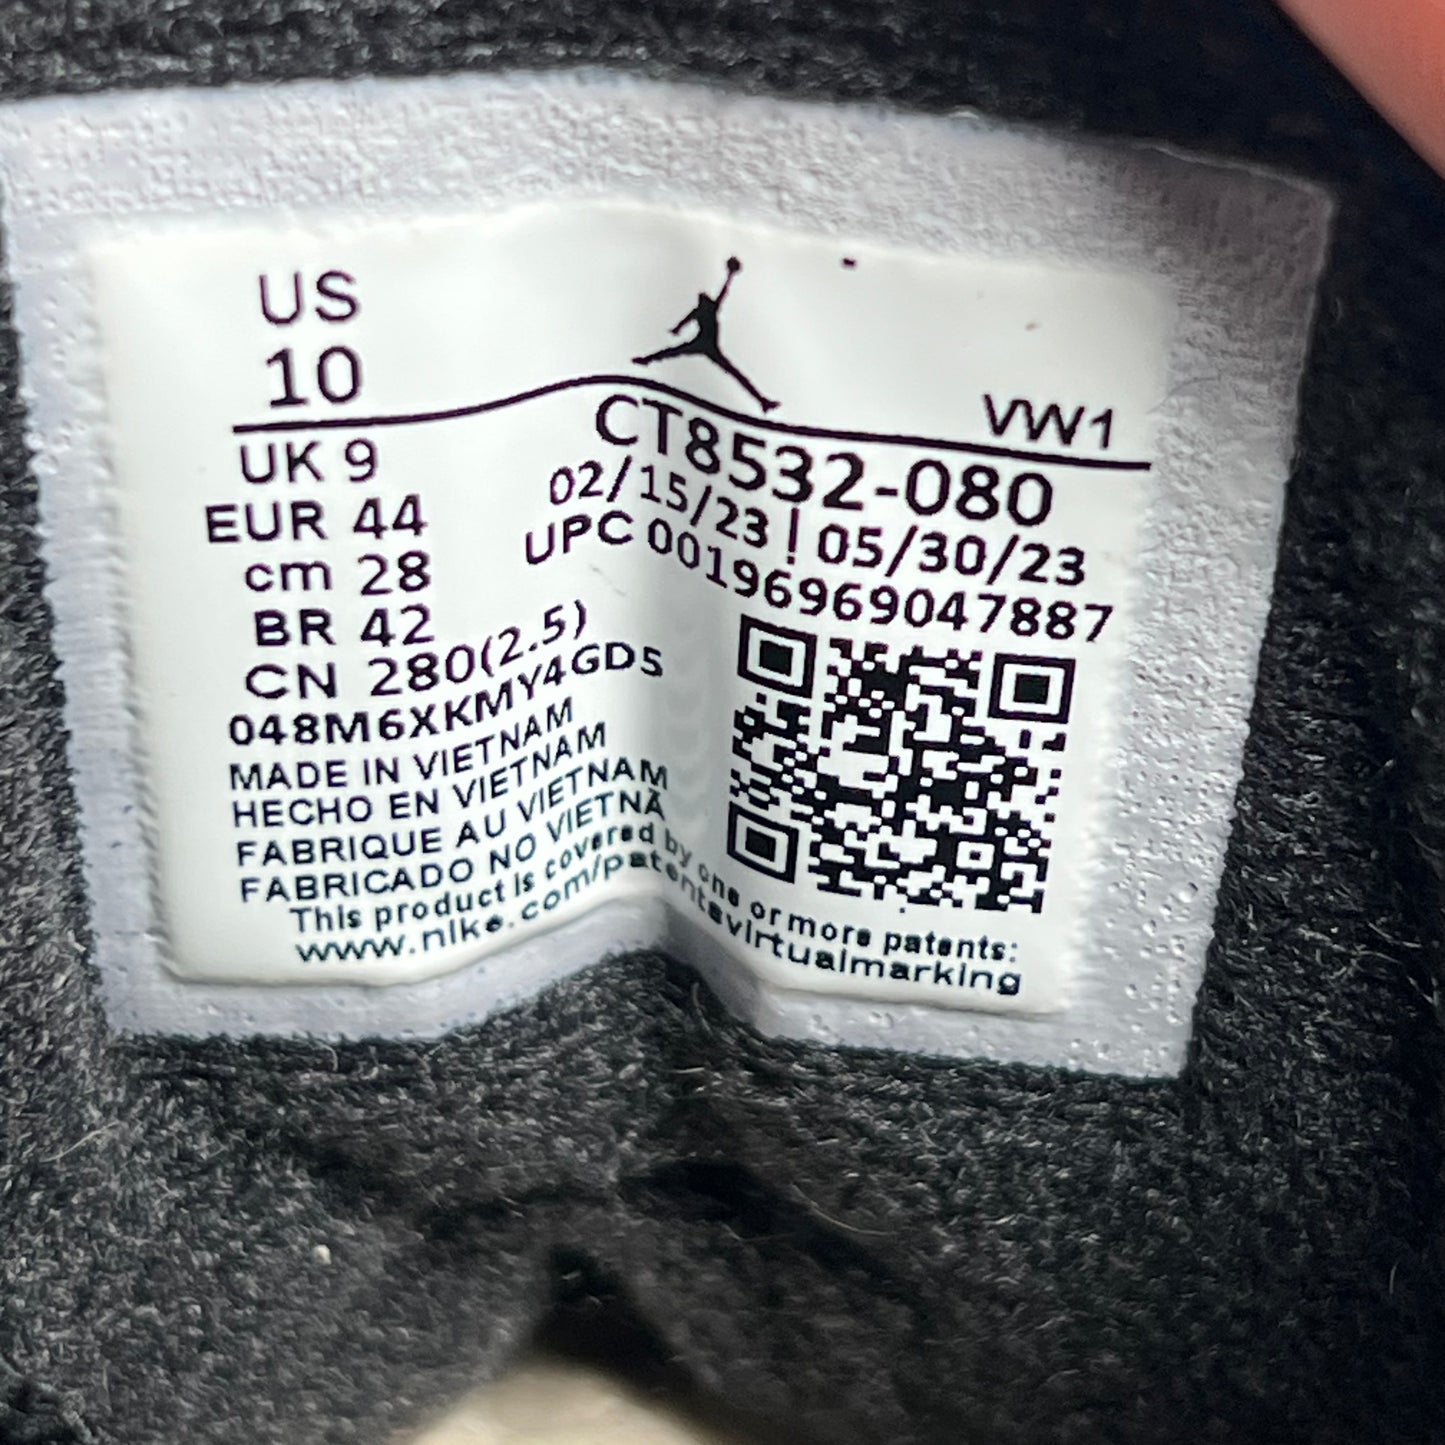 US
10
VW1
UK 9
EUR 44
cm 28
BR 42
CN 280(2.5)
048M6XKMY4GD5
MADE IN VIETNAM
HECHO EN VIETNAM
FABRIQUE AU VIETNAM
FABRICADO NO VIETNÃ
CT8532-080
02/15/23 | 05/30/23
UPC 00196969047887
This product is covered by one or more patents:
www.nike.com/patentsvirtualmarking